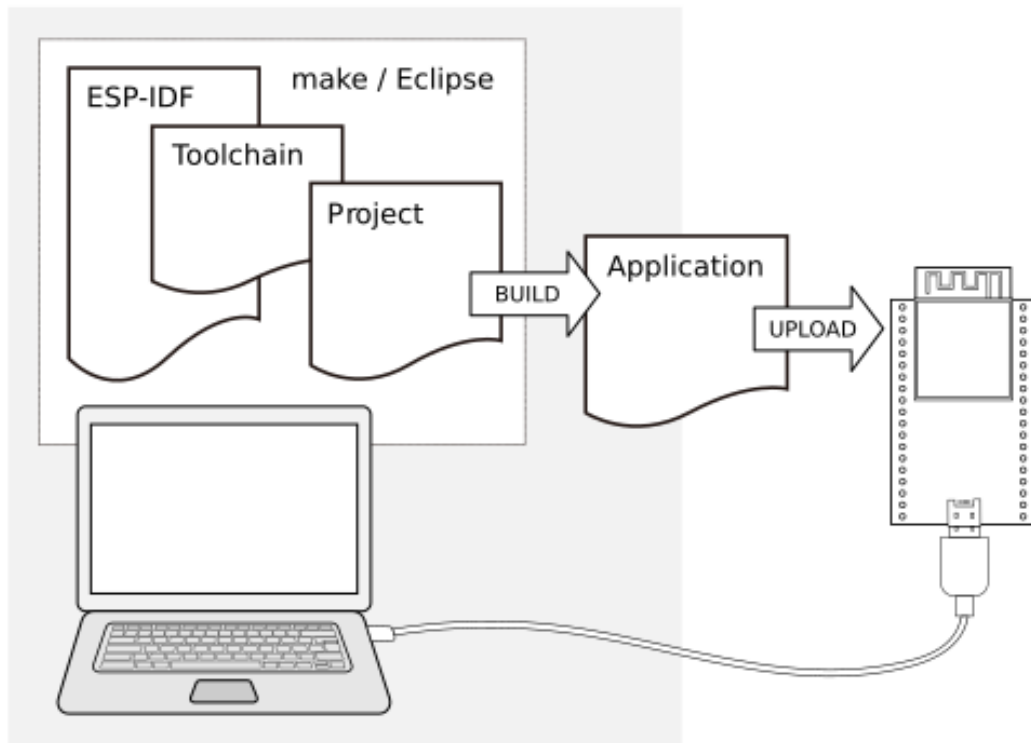 make / Eclipse
ESP-IDF
Toolchain
Project
BUILD
Application
UPLOAD